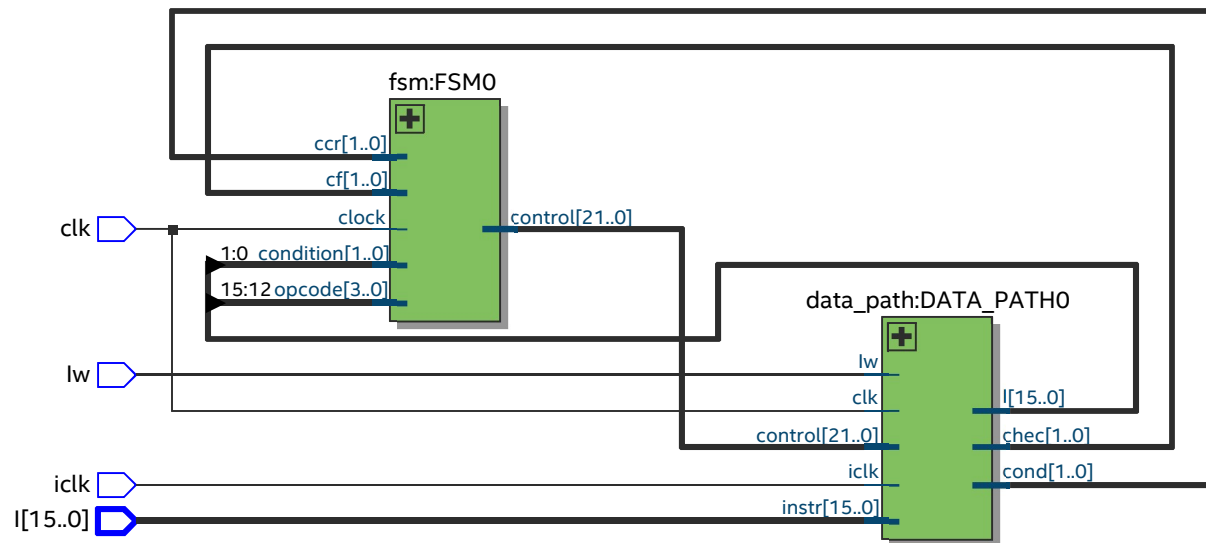 fsm:FSM0
ccr[1..0]
cf[1..0]
clk
clock
control[21..0]
1:0 condition[1..0]
15:12 opcode[3..0]
data_path:DATA_PATH0
Iw
Iw
clk
I[15..0]
control[21..0]
chec[1..0]
iclk
iclk
cond[1..0]
I[15..0]
instr[15..0]